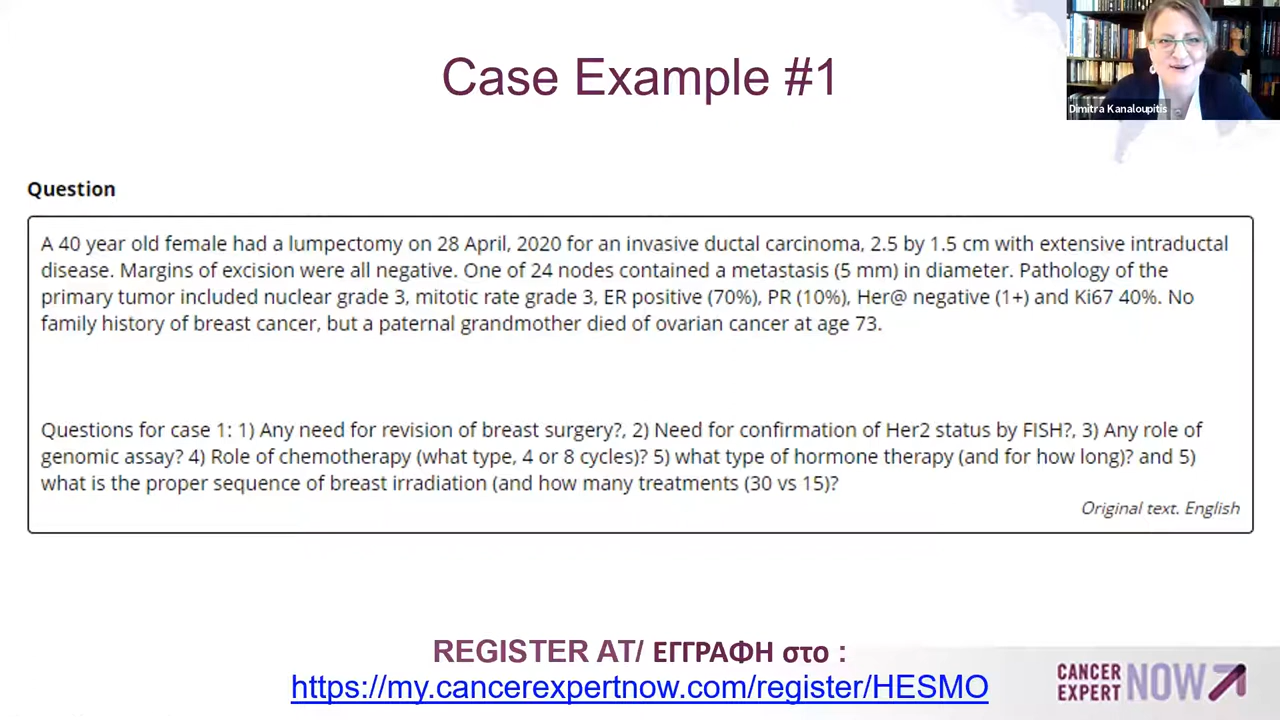 Case Example #1
Dimitra Kanaloupitis
Question
A 40 year old female had a lumpectomy on 28 April, 2020 for an invasive ductal carcinoma, 2.5 by 1.5 cm with extensive intraductal
disease. Margins of excision were all negative. One of 24 nodes contained a metastasis (5 mm) in diameter. Pathology of the
primary tumor included nuclear grade 3, mitotic rate grade 3, ER positive (70%), PR (10%), Her@ negative (1+) and Ki67 40%. No
family history of breast cancer, but a paternal grandmother died of ovarian cancer at age 73.
Questions for case 1: 1) Any need for revision of breast surgery?, 2) Need for confirmation of Her2 status by FISH?, 3) Any role of
genomic assay? 4) Role of chemotherapy (what type, 4 or 8 cycles)? 5) what type of hormone therapy (and for how long)? and 5)
what is the proper sequence of breast irradiation (and how many treatments (30 vs 15)?
Original text. English
REGISTER AT/ ΕΓΓΡΑΦΗ στο :
https://my.cancerexpertnow.com/register/HESMO
CANCER
EXPERT NOW